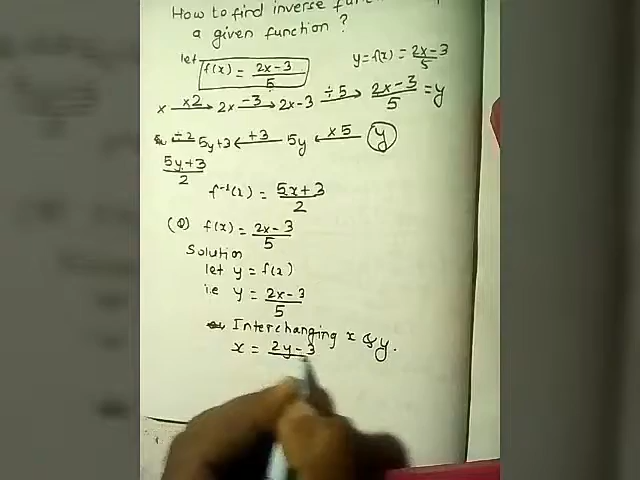 How to find inverse func
a given function ?
let f(x) = 2x-3/5 y=f(x) = 2x-3/5
x ×2→ 2x -3→ 2x-3 ÷5→ 2x-3/5 = y
÷2← 5y+3 ←+3 5y ←×5 y
5y+3/2
f⁻¹(x) = 5x+3/2
(Q) f(x) = 2x-3/5
Solution
let y = f(x)
i.e y = 2x-3/5
Interchanging x & y.
x = 2y-3